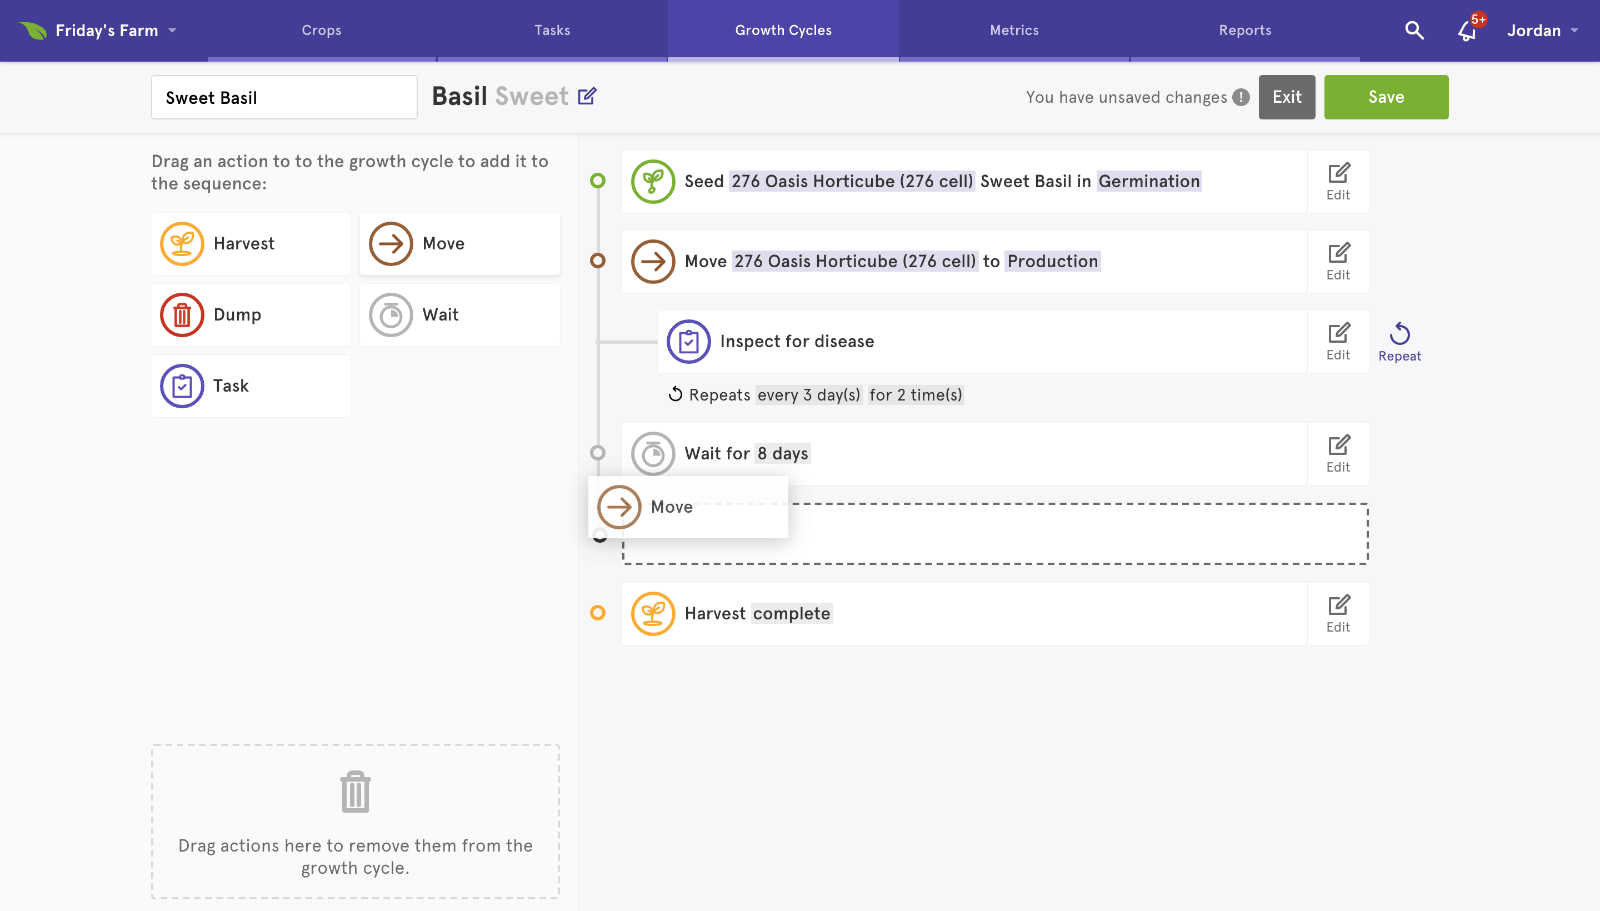 Friday's Farm
Crops
Tasks
Growth Cycles
Metrics
Reports
5+
Jordan
Sweet Basil
Basil Sweet
You have unsaved changes !
Exit
Save
Drag an action to to the growth cycle to add it to
the sequence:
Harvest
Move
Dump
Wait
Task
Drag actions here to remove them from the
growth cycle.
Seed 276 Oasis Horticube (276 cell) Sweet Basil in Germination
Edit
Move 276 Oasis Horticube (276 cell) to Production
Edit
Inspect for disease
Edit
Repeat
Repeats every 3 day(s) for 2 time(s)
Wait for 8 days
Edit
Move
Harvest complete
Edit